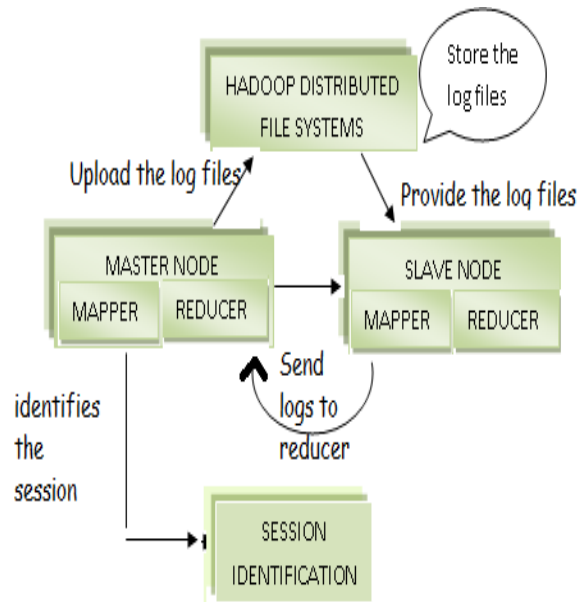 Store the
log files
HADOOP DISTRIBUTED
FILE SYSTEMS
Upload the log files
Provide the log files
MASTER NODE
MAPPER
REDUCER
SLAVE NODE
MAPPER
REDUCER
Send
logs to
reducer
identifies
the
session
SESSION
IDENTIFICATION